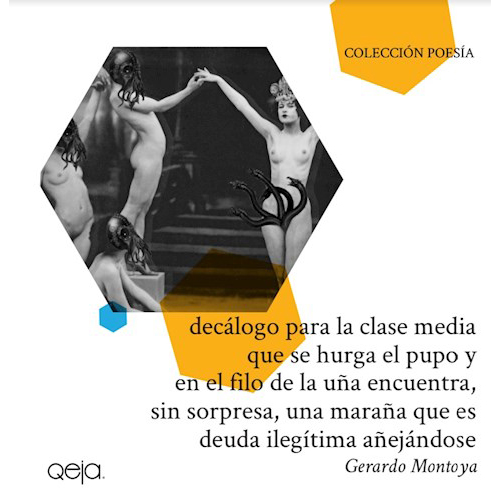 COLECCIÓN POESÍA
decálogo para la clase media
que se hurga el pupo y
en el filo de la uña encuentra,
sin sorpresa, una maraña que es
deuda ilegítima añejándose
Gerardo Montoya
qeja